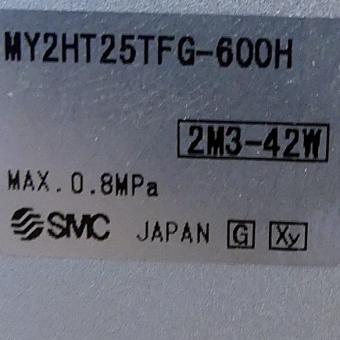 MY2HT25TFG-600H
2M3-42W
MAX. 0.8MPa
SMC JAPAN G Xy